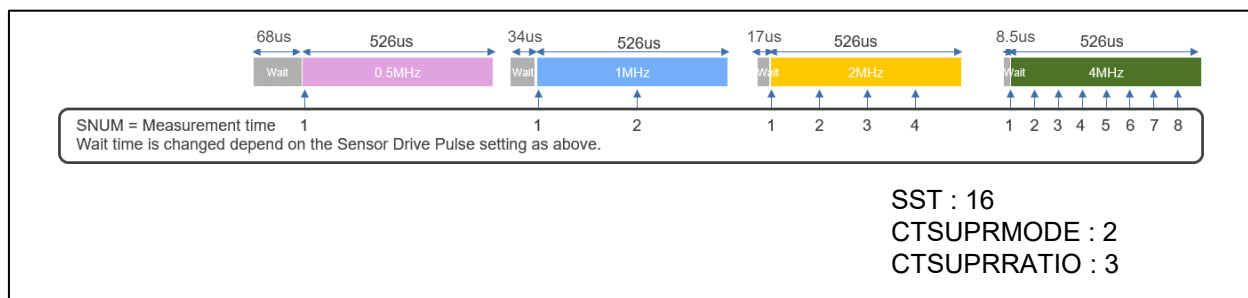 68us 34us 17us 8.5us
526us 526us 526us 526us
Wait 0.5MHz Wait 1MHz Wait 2MHz Wait 4MHz
SNUM = Measurement time 1 1 2 1 2 3 4 1 2 3 4 5 6 7 8
Wait time is changed depend on the Sensor Drive Pulse setting as above.
SST : 16
CTSUPRMODE : 2
CTSUPRRATIO : 3